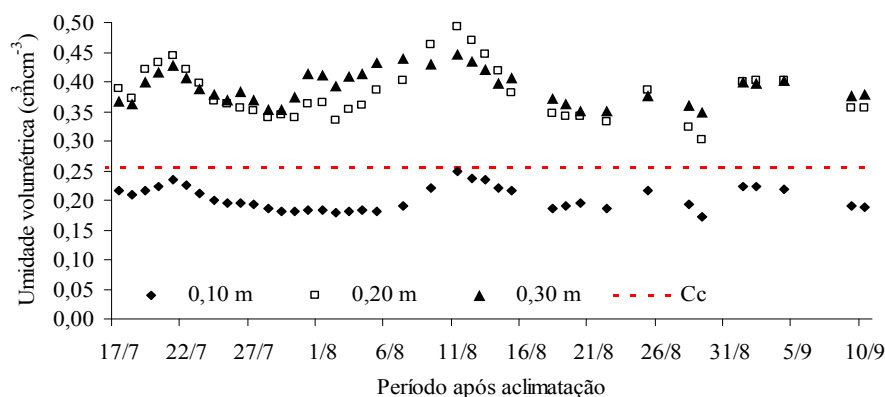 Umidade volumétrica (cm³cm⁻³)
0,50
0,45
0,40
0,35
0,30
0,25
0,20
0,15
0,10
0,05
0,00
0,10 m 0,20 m 0,30 m Cc
17/7 22/7 27/7 1/8 6/8 11/8 16/8 21/8 26/8 31/8 5/9 10/9
Período após aclimatação